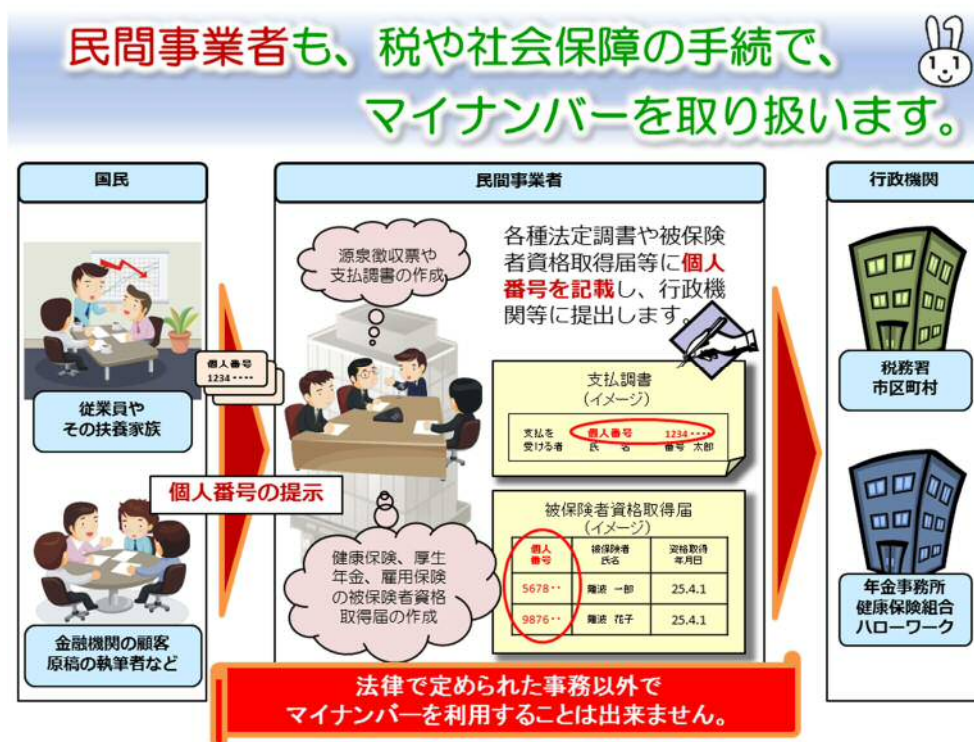 民間事業者も、税や社会保障の手続で、
マイナンバーを取り扱います。
国民
従業員や
その扶養家族
金融機関の顧客
原稿の執筆者など
個人番号
1234・・・・
個人番号の提示
民間事業者
源泉徴収票や
支払調書の作成
健康保険、厚生
年金、雇用保険
の被保険者資格
取得届の作成
各種法定調書や被保険
者資格取得届等に個人
番号を記載し、行政機
関等に提出します。
支払調書
(イメージ)
支払を
受ける者
個人番号 1234・・・・
氏 名 番号 太郎
被保険者資格取得届
(イメージ)
個人
番号
被保険者
氏名
資格取得
年月日
5678・・ 難波 一郎 25.4.1
9876・・ 難波 花子 25.4.1
行政機関
税務署
市区町村
年金事務所
健康保険組合
ハローワーク
法律で定められた事務以外で
マイナンバーを利用することは出来ません。